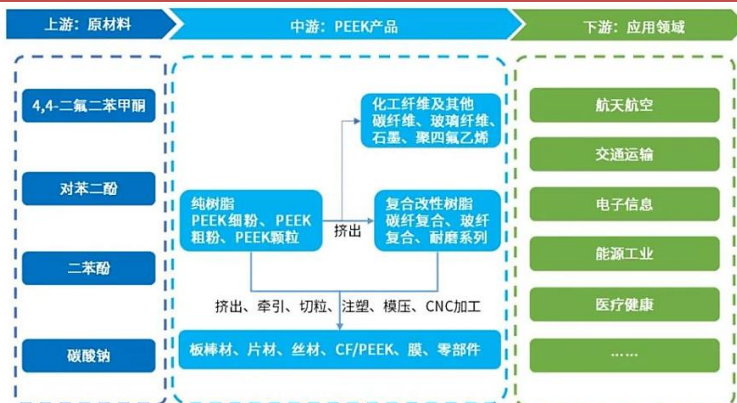 上游：原材料
中游：PEEK产品
下游：应用领域
4,4-二氟二苯甲酮
对苯二酚
二苯酚
碳酸钠
化工纤维及其他
碳纤维、玻璃纤维、
石墨、聚四氟乙烯
纯树脂
PEEK细粉、PEEK
粗粉、PEEK颗粒
挤出
复合改性树脂
碳纤复合、玻纤
复合、耐磨系列
挤出、牵引、切粒、注塑、模压、CNC加工
板棒材、片材、丝材、CF/PEEK、膜、零部件
航天航空
交通运输
电子信息
能源工业
医疗健康
……